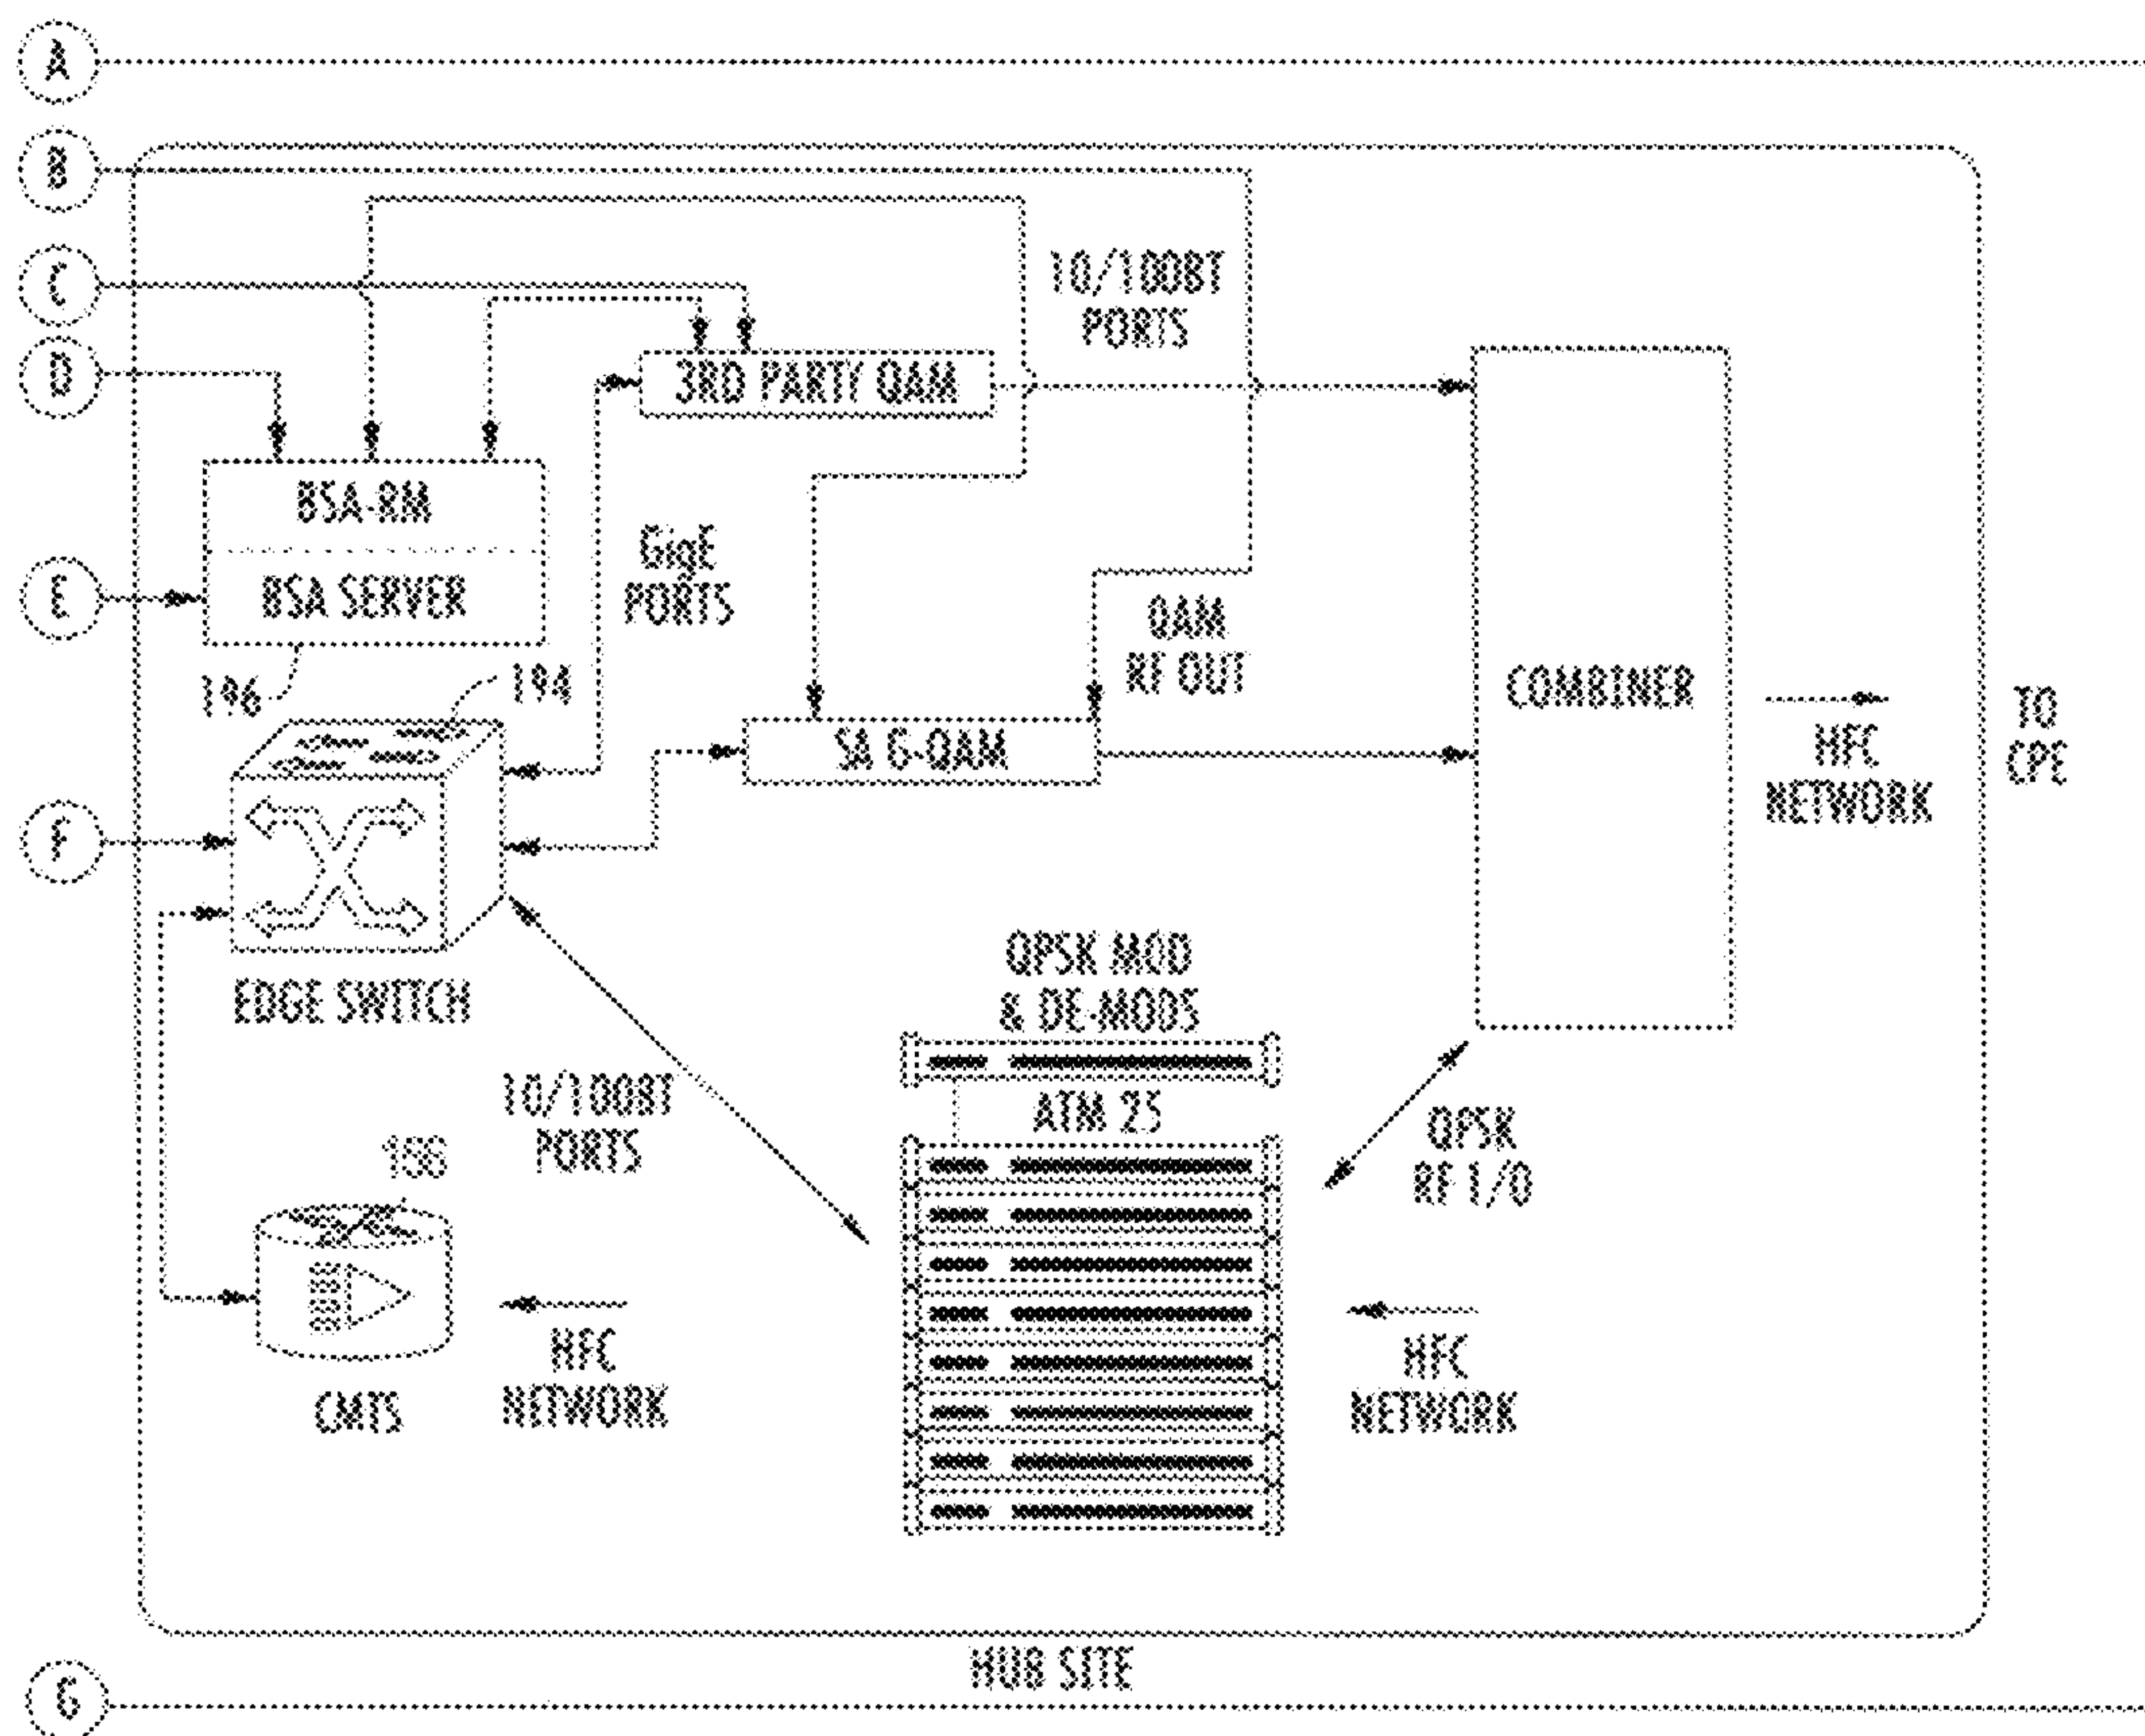 A
B
C
10/100BT
PORTS
D
3RD PARTY QAM
BSA-RM
GigE
PORTS
E
BSA SERVER
QAM
RF OUT
196
194
COMBINER
TO
CPE
SA G-QAM
HFC
NETWORK
F
QPSK MOD
& DE-MODS
EDGE SWITCH
10/100BT
PORTS
ATM 25
QPSK
RF I/O
HFC
NETWORK
HFC
NETWORK
CMTS
HUB SITE
G